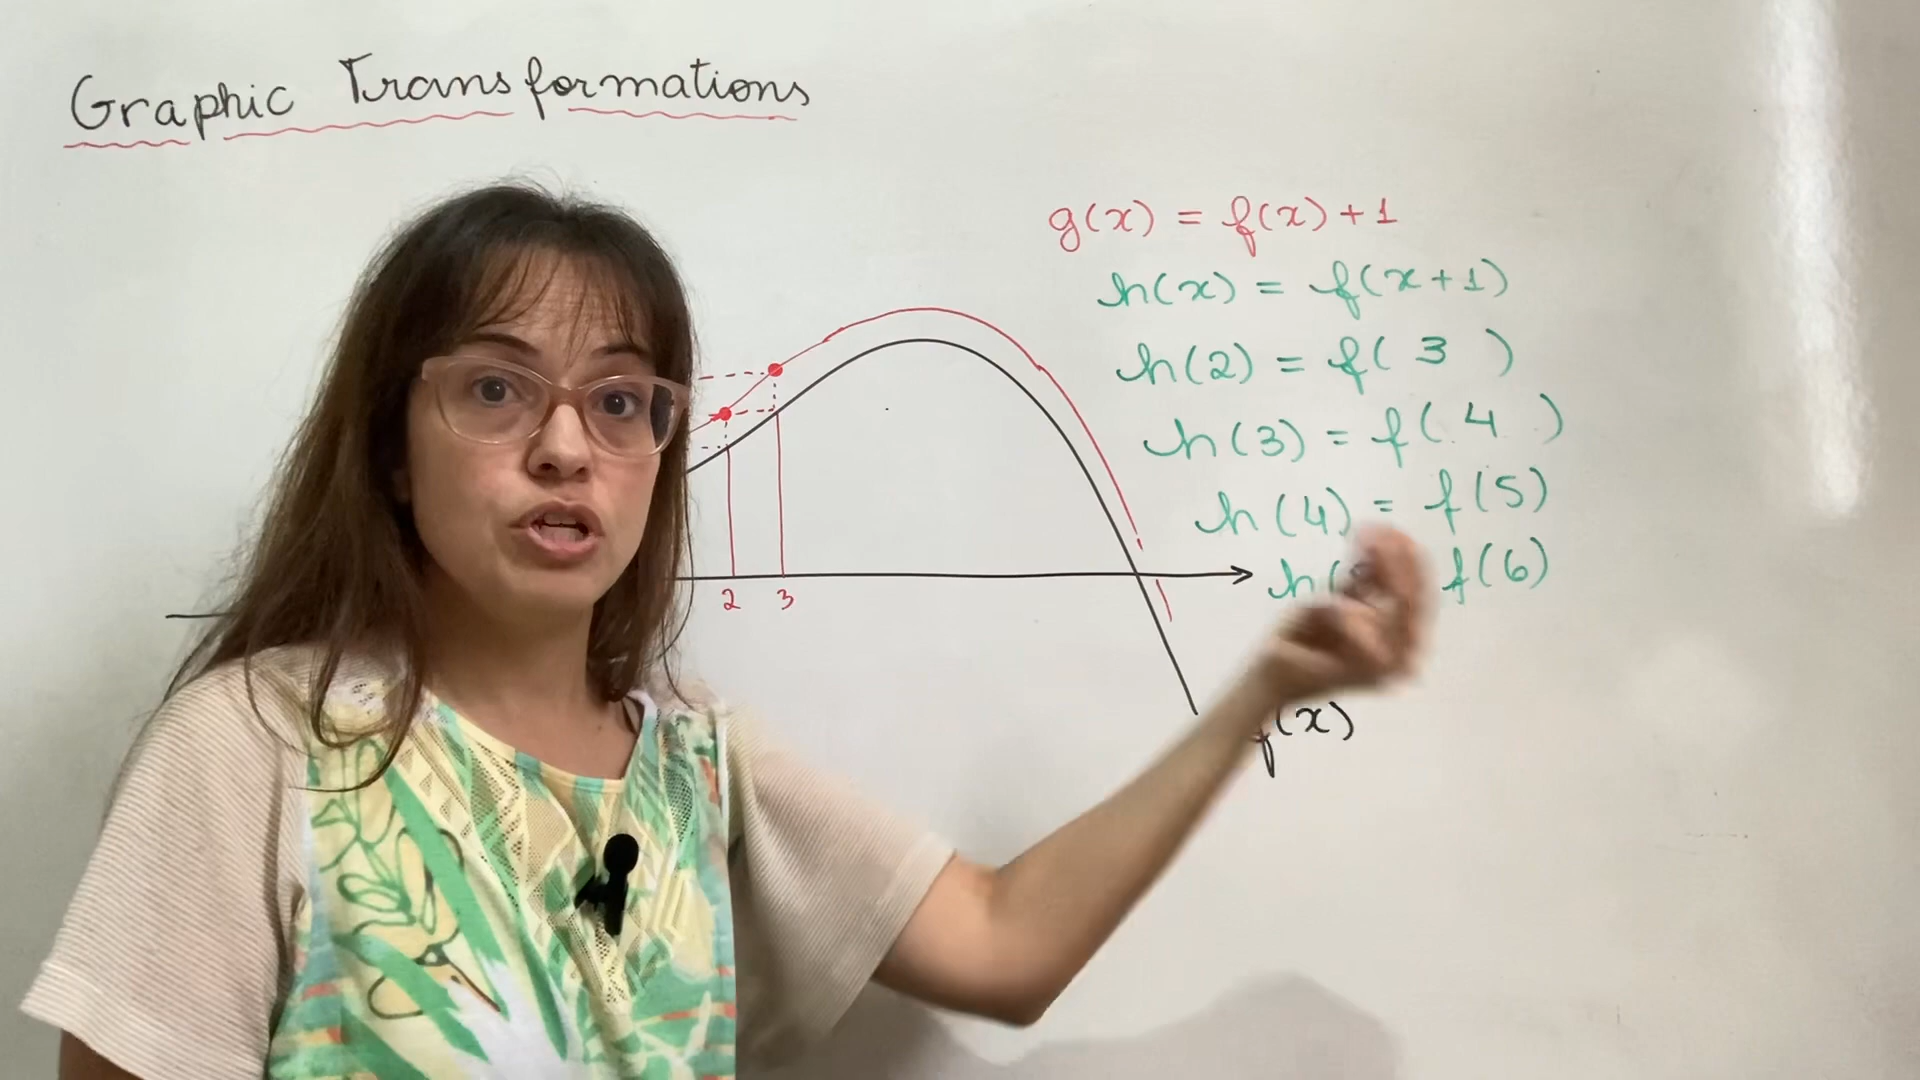 Graphic Transformations
g(x) = f(x)+1
h(x) = f(x+1)
h(2) = f( 3 )
h(3) = f( 4 )
h(4) = f(5)
h( f(6)
2 3
f(x)